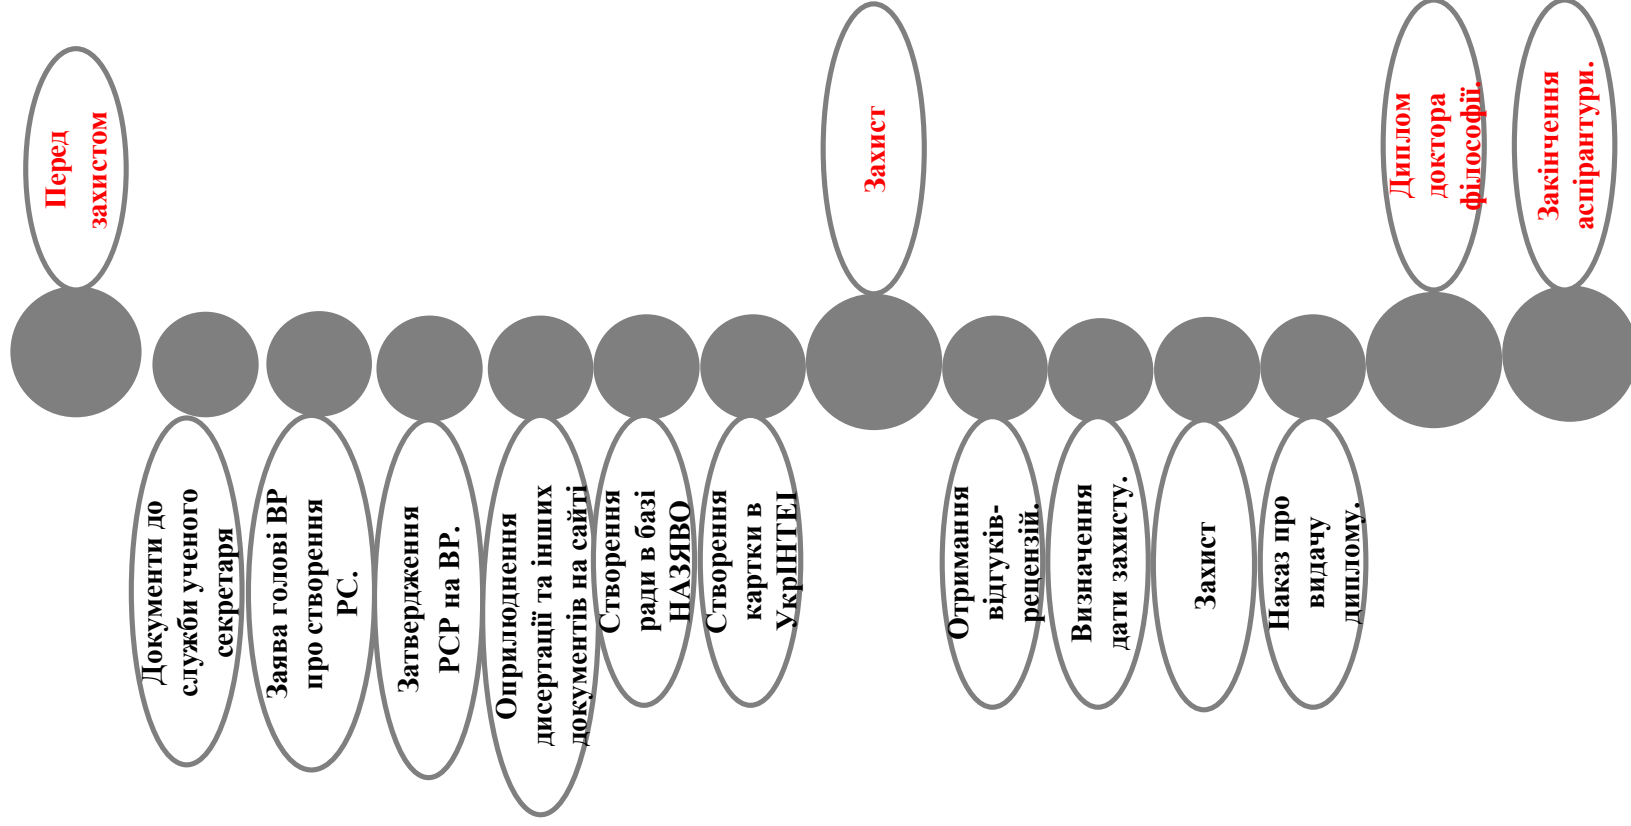 Перед
захистом
Документи до
служби ученого
секретаря
Заява голові ВР
про створення
РС.
Затвердження
РСР на ВР.
Оприлюднення
дисертації та інших
документів на сайті
Створення
ради в базі
НАЗЯВО
Створення
картки в
УкрІНТЕІ
Захист
Отримання
відгуків-
рецензій.
Визначення
дати захисту.
Захист
Наказ про
видачу
диплому.
Диплом
доктора
філософії.
Закінчення
аспірантури.